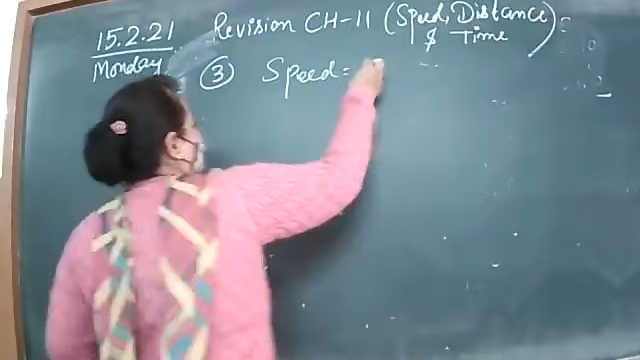 15.2.21
Monday
Revision CH-11 (Speed, Distance
& Time)
③ Speed =